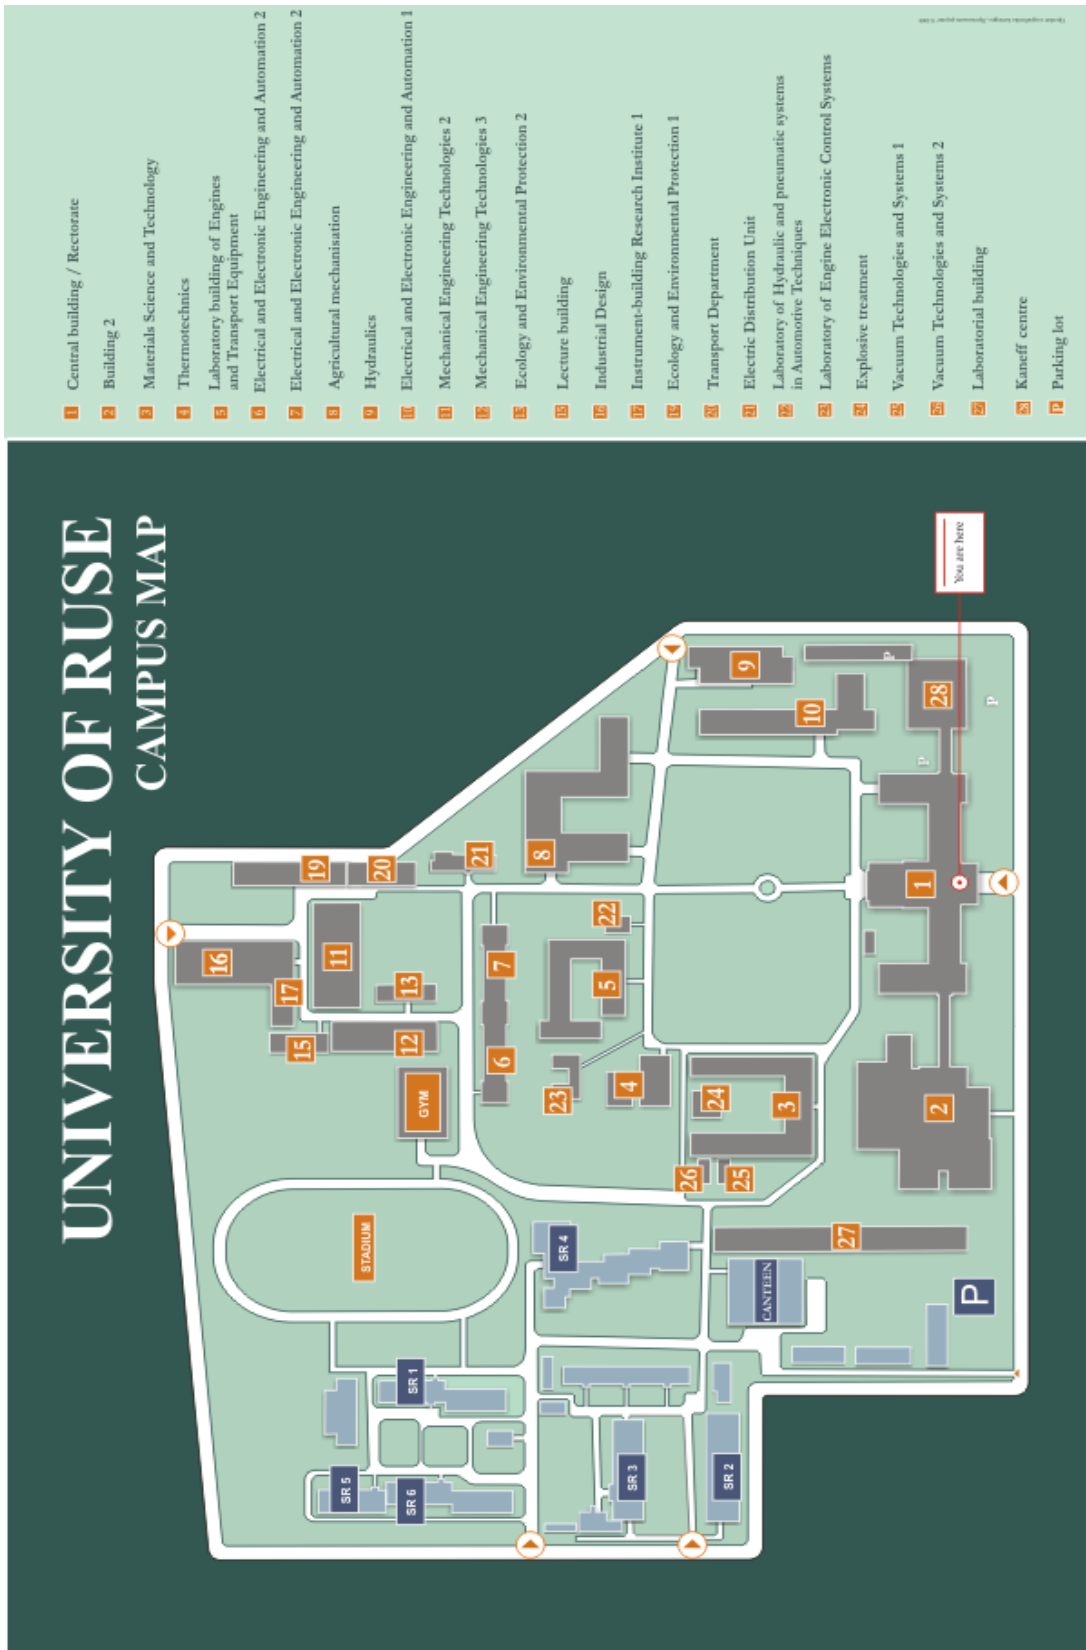 UNIVERSITY OF RUSE
CAMPUS MAP
SR 5
SR 6
SR 1
STADIUM
GYM
15
17
16
12
13
11
19
20
SR 4
6
7
21
23
5
22
8
SR 3
4
SR 2
26
25
24
3
9
CANTEEN
27
10
P
2
1
P
P
28
P
You are here
1 Central building / Rectorate
2 Building 2
3 Materials Science and Technology
4 Thermotechnics
5 Laboratory building of Engines
and Transport Equipment
6 Electrical and Electronic Engineering and Automation 2
7 Electrical and Electronic Engineering and Automation 2
8 Agricultural mechanisation
9 Hydraulics
10 Electrical and Electronic Engineering and Automation 1
11 Mechanical Engineering Technologies 2
12 Mechanical Engineering Technologies 3
13 Ecology and Environmental Protection 2
15 Lecture building
16 Industrial Design
17 Instrument-building Research Institute 1
19 Ecology and Environmental Protection 1
20 Transport Department
21 Electric Distribution Unit
22 Laboratory of Hydraulic and pneumatic systems
in Automotive Techniques
23 Laboratory of Engine Electronic Control Systems
24 Explosive treatment
25 Vacuum Technologies and Systems 1
26 Vacuum Technologies and Systems 2
27 Laboratorial building
28 Kaneff centre
P Parking lot